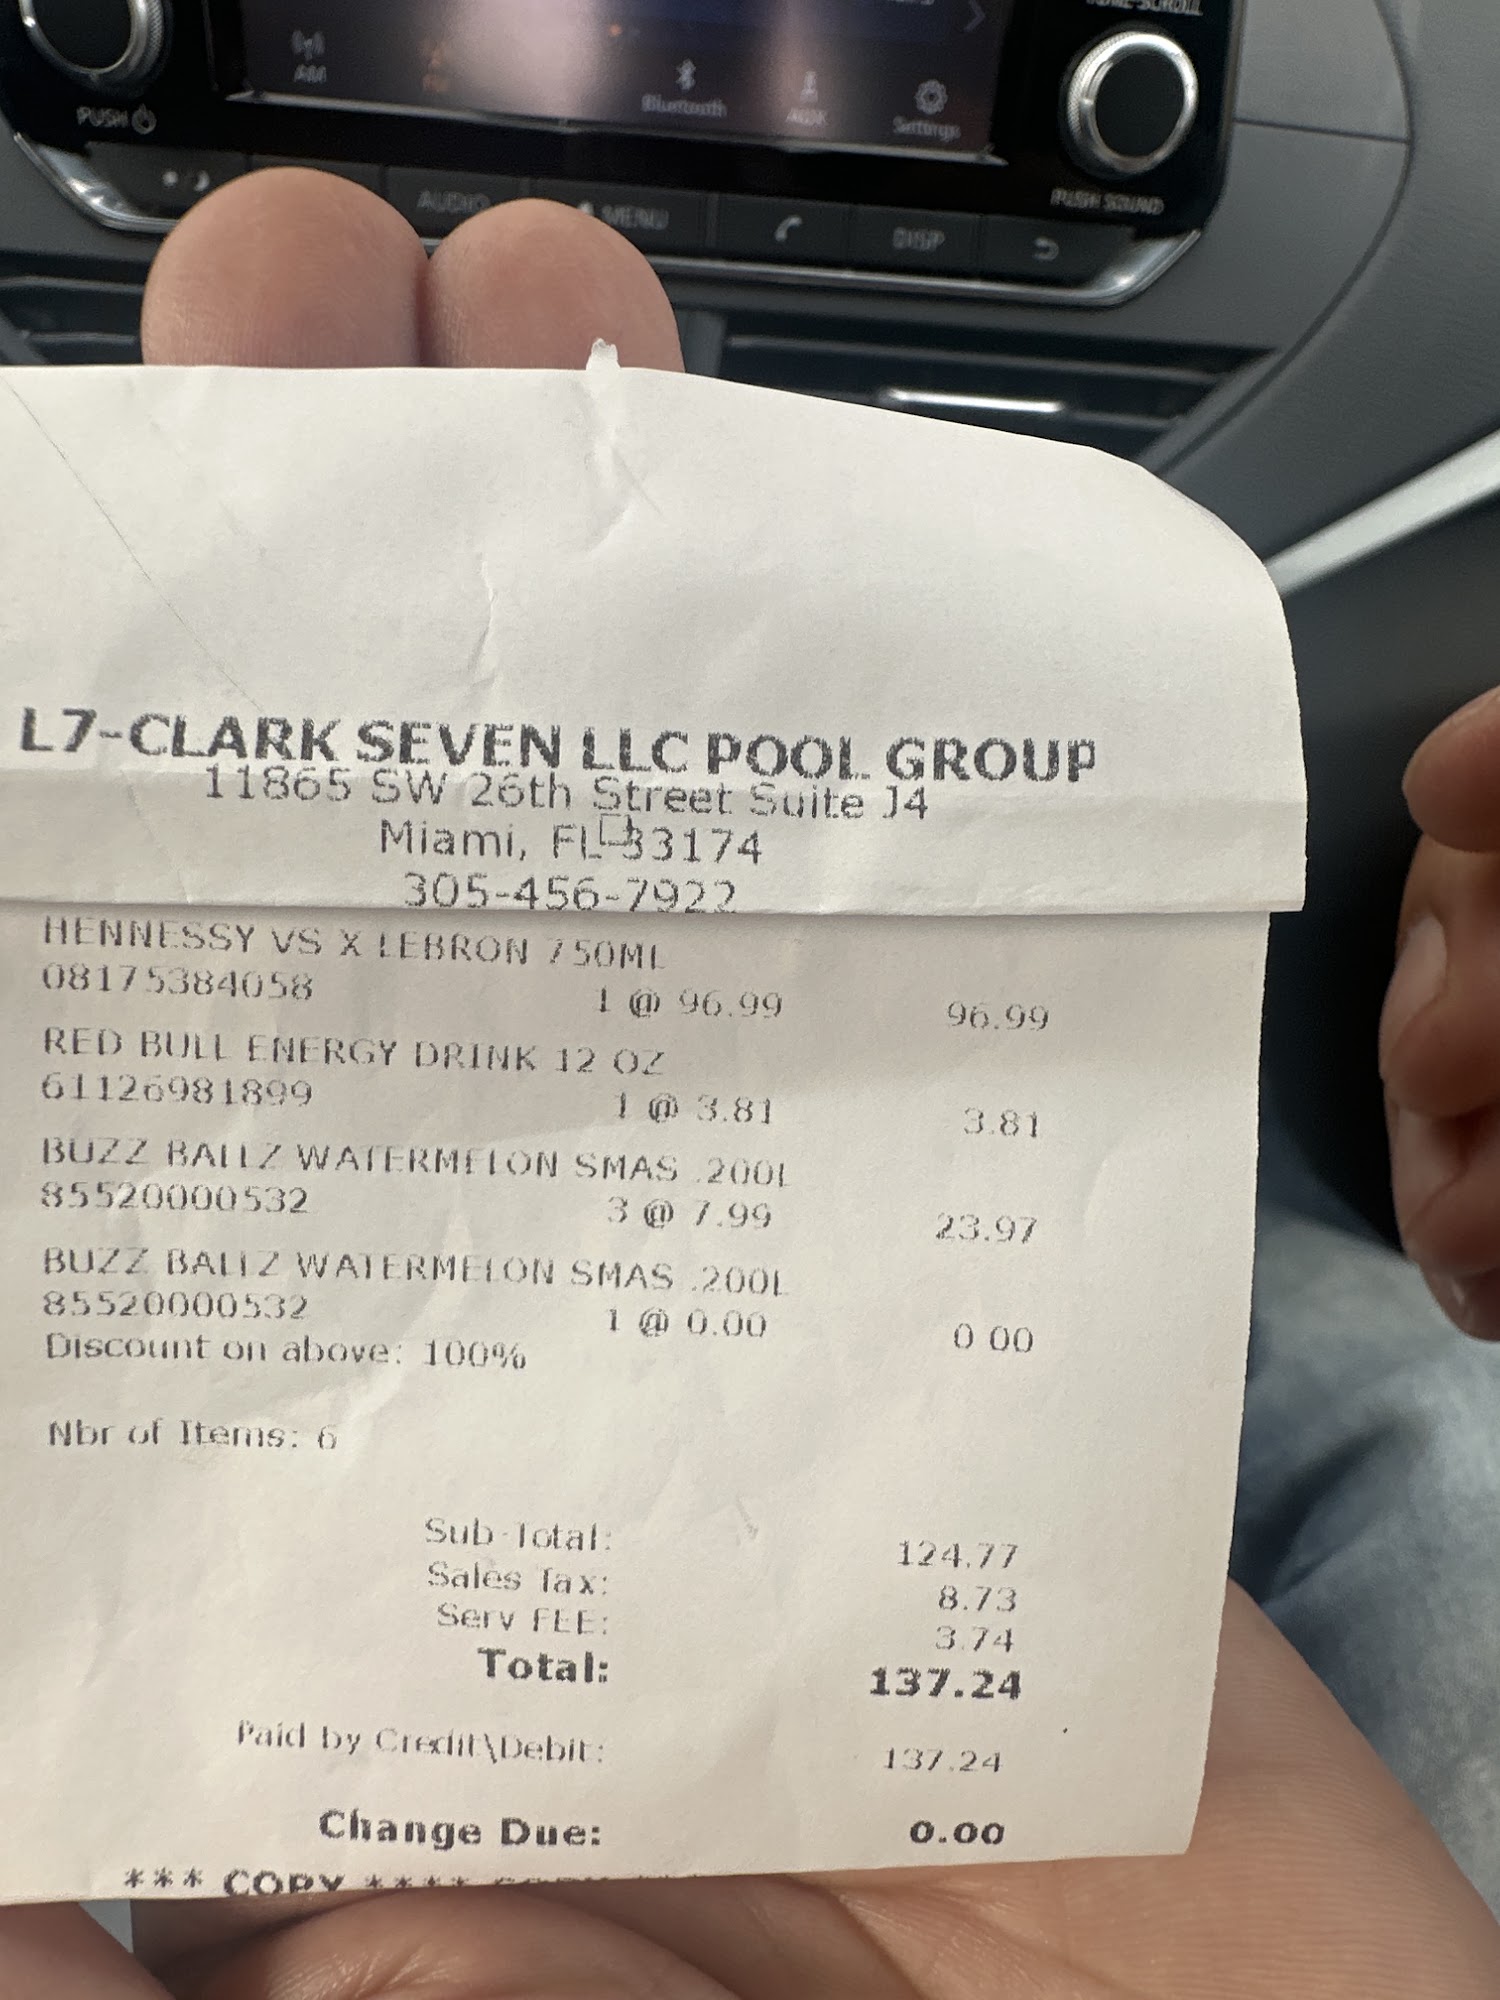 AM
Bluetooth
Settings
PUSH
PUSH SOUND
AUDIO
MENU
DISP
L7-CLARK SEVEN LLC POOL GROUP
11865 SW 26th Street Suite J4
Miami, FL 33174
305-456-7922
HENNESSY VS X LEBRON 750ML
08175384058 1 @ 96.99 96.99
RED BULL ENERGY DRINK 12 OZ
61126981899 1 @ 3.81 3.81
BUZZ BALLZ WATERMELON SMAS .200L
85520000532 3 @ 7.99 23.97
BUZZ BALLZ WATERMELON SMAS .200L
85520000532 1 @ 0.00 0.00
Discount on above: 100%
Nbr of Items: 6
Sub-Total: 124.77
Sales Tax: 8.73
Serv FEE: 3.74
Total: 137.24
Paid by Credit\Debit: 137.24
Change Due: 0.00
*** COPY ****